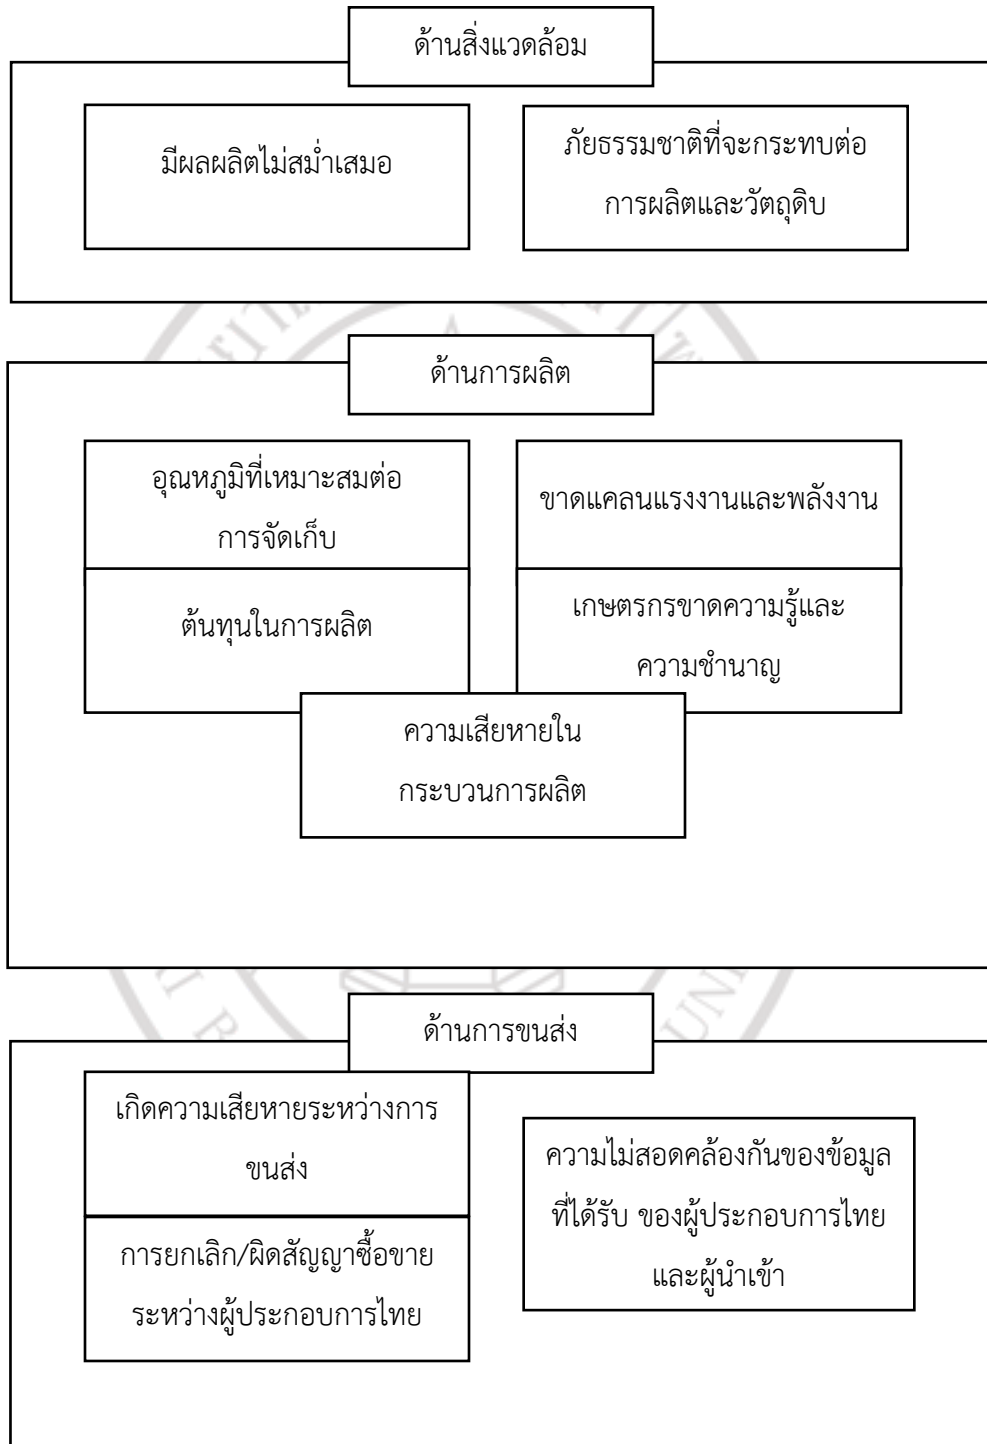 ด้านสิ่งแวดล้อม
มีผลผลิตไม่สม่ำเสมอ
ภัยธรรมชาติที่จะกระทบต่อ
การผลิตและวัตถุดิบ
ด้านการผลิต
อุณหภูมิที่เหมาะสมต่อ
การจัดเก็บ
ขาดแคลนแรงงานและพลังงาน
ต้นทุนในการผลิต
เกษตรกรขาดความรู้และ
ความชำนาญ
ความเสียหายใน
กระบวนการผลิต
ด้านการขนส่ง
เกิดความเสียหายระหว่างการ
ขนส่ง
ความไม่สอดคล้องกันของข้อมูล
ที่ได้รับ ของผู้ประกอบการไทย
และผู้นำเข้า
การยกเลิก/ผิดสัญญาซื้อขาย
ระหว่างผู้ประกอบการไทย